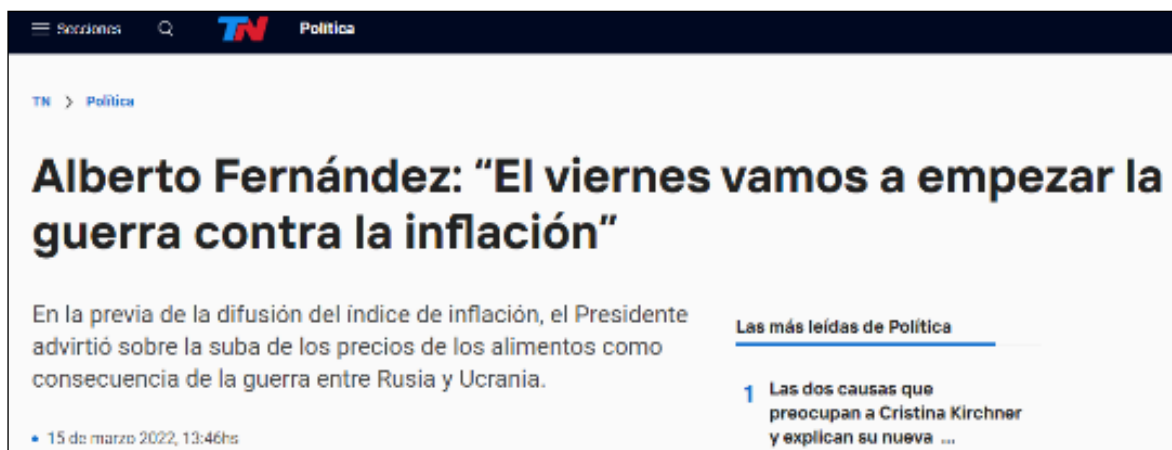 Secciones TN Política
TN > Política
Alberto Fernández: “El viernes vamos a empezar la
guerra contra la inflación”
En la previa de la difusión del índice de inflación, el Presidente
advirtió sobre la suba de los precios de los alimentos como
consecuencia de la guerra entre Rusia y Ucrania.
• 15 de marzo 2022, 13:46hs
Las más leídas de Política
1 Las dos causas que
preocupan a Cristina Kirchner
y explican su nueva ...